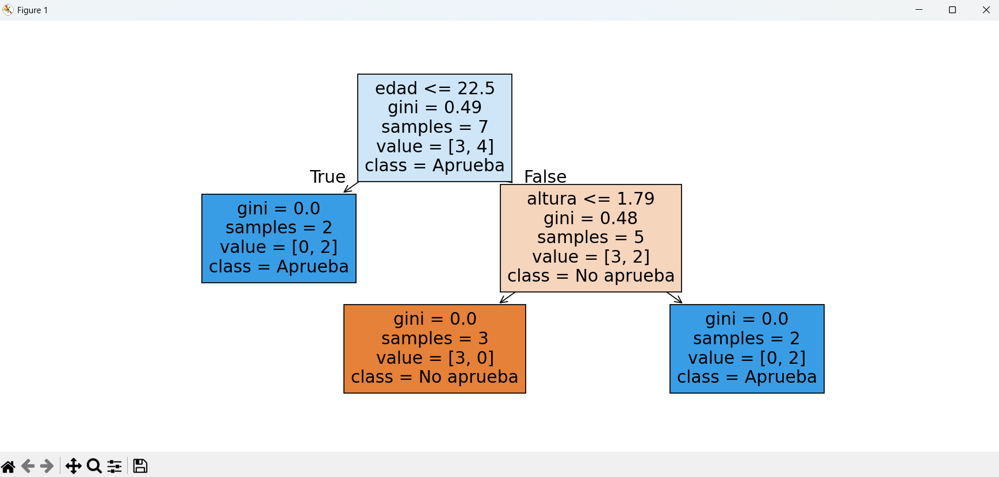 Figure 1
edad <= 22.5
gini = 0.49
samples = 7
value = [3, 4]
class = Aprueba
True
False
gini = 0.0
samples = 2
value = [0, 2]
class = Aprueba
altura <= 1.79
gini = 0.48
samples = 5
value = [3, 2]
class = No aprueba
gini = 0.0
samples = 3
value = [3, 0]
class = No aprueba
gini = 0.0
samples = 2
value = [0, 2]
class = Aprueba